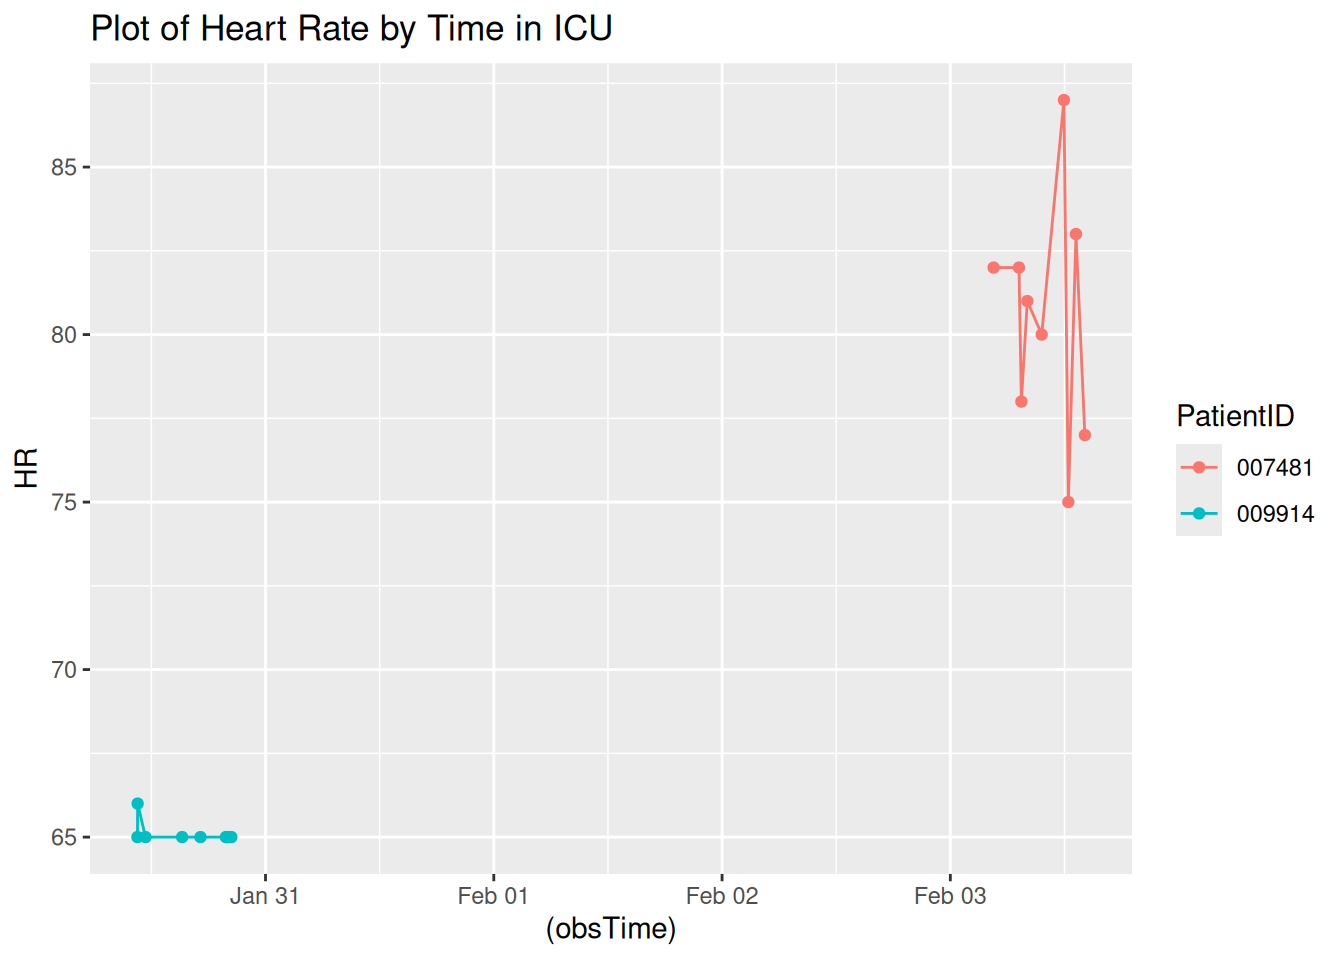 Plot of Heart Rate by Time in ICU
85
80
75
70
65
HR
Jan 31
Feb 01
Feb 02
Feb 03
(obsTime)
PatientID
007481
009914